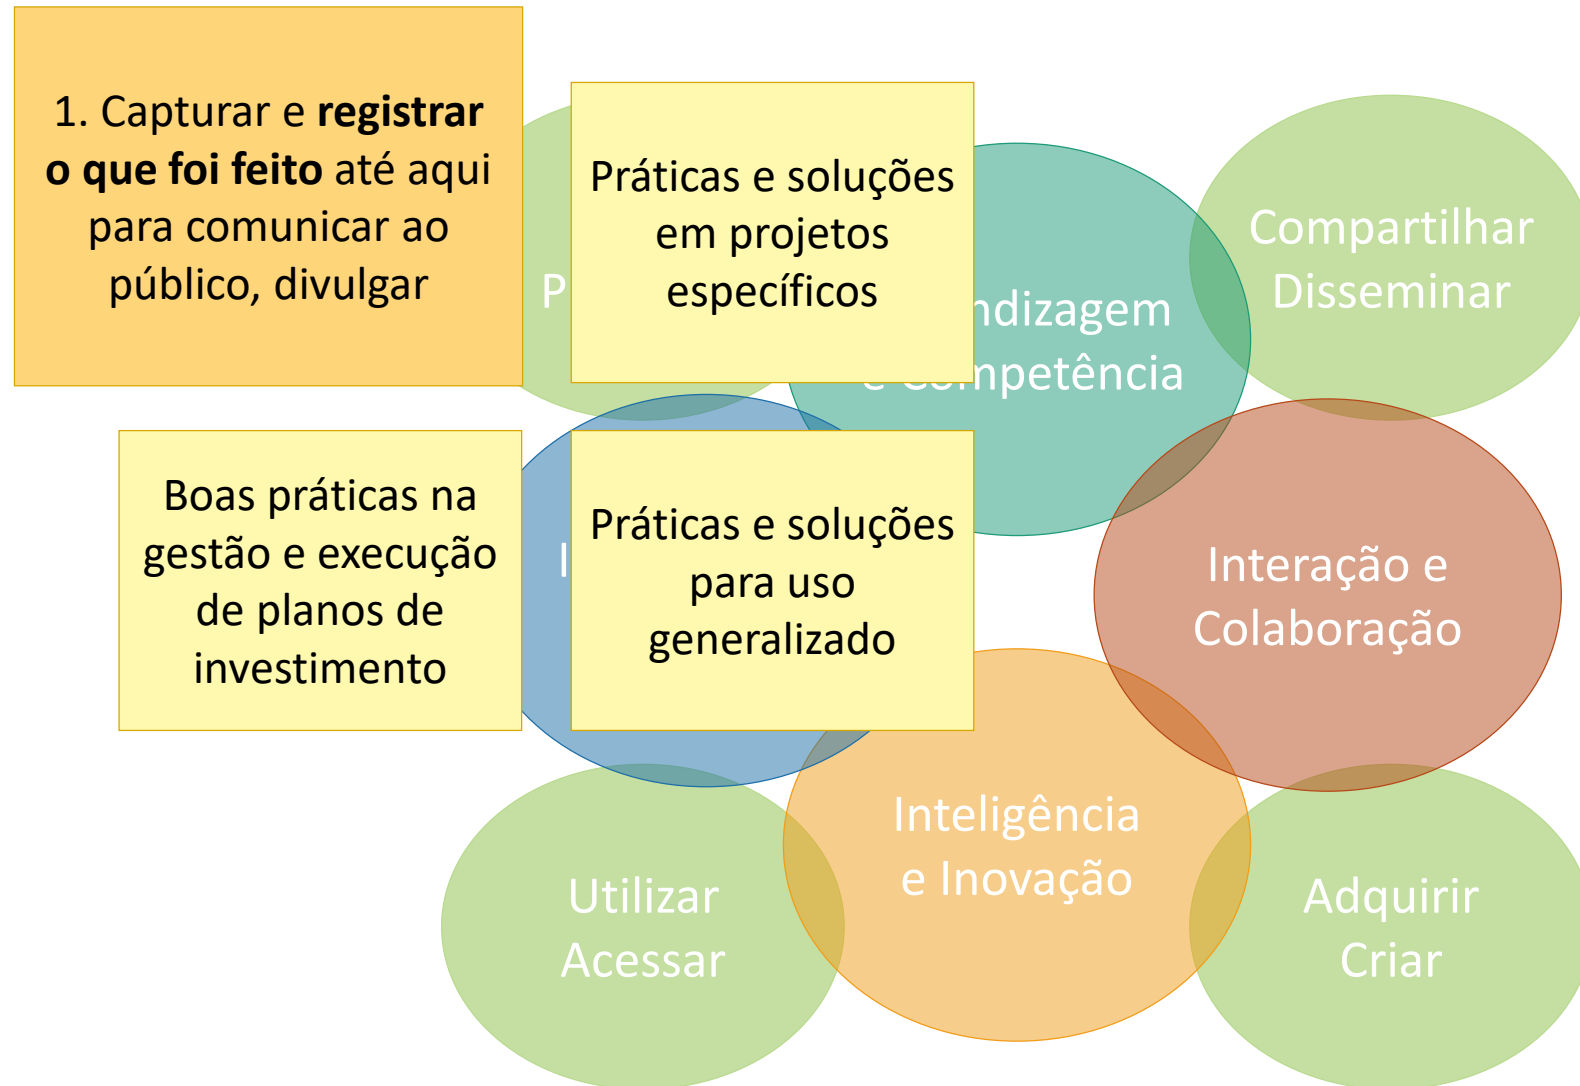 1. Capturar e registrar
o que foi feito até aqui
para comunicar ao
público, divulgar
Práticas e soluções
em projetos
específicos
Compartilhar
Disseminar
e Competência
Boas práticas na
gestão e execução
de planos de
investimento
Práticas e soluções
para uso
generalizado
Interação e
Colaboração
Inteligência
e Inovação
Utilizar
Acessar
Adquirir
Criar